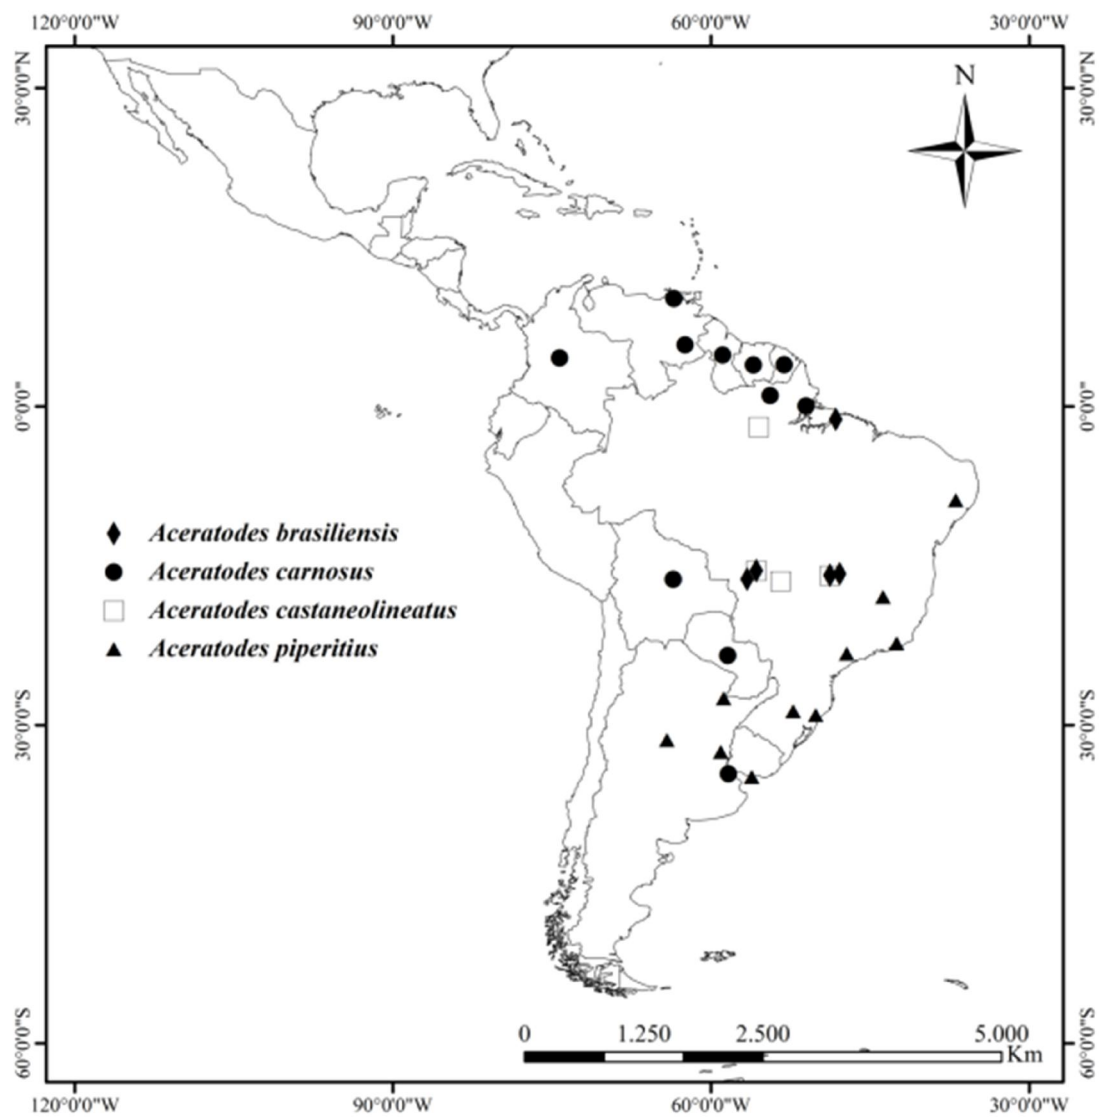 120°0'0"W 90°0'0"W 60°0'0"W 30°0'0"W
30°0'0"N 30°0'0"N
N
0°0'0" 0°0'0"
Aceratodes brasiliensis
Aceratodes carnosus
Aceratodes castaneolineatus
Aceratodes piperitius
30°0'0"S 30°0'0"S
0 1.250 2.500 5.000
Km
60°0'0"S 60°0'0"S
120°0'0"W 90°0'0"W 60°0'0"W 30°0'0"W